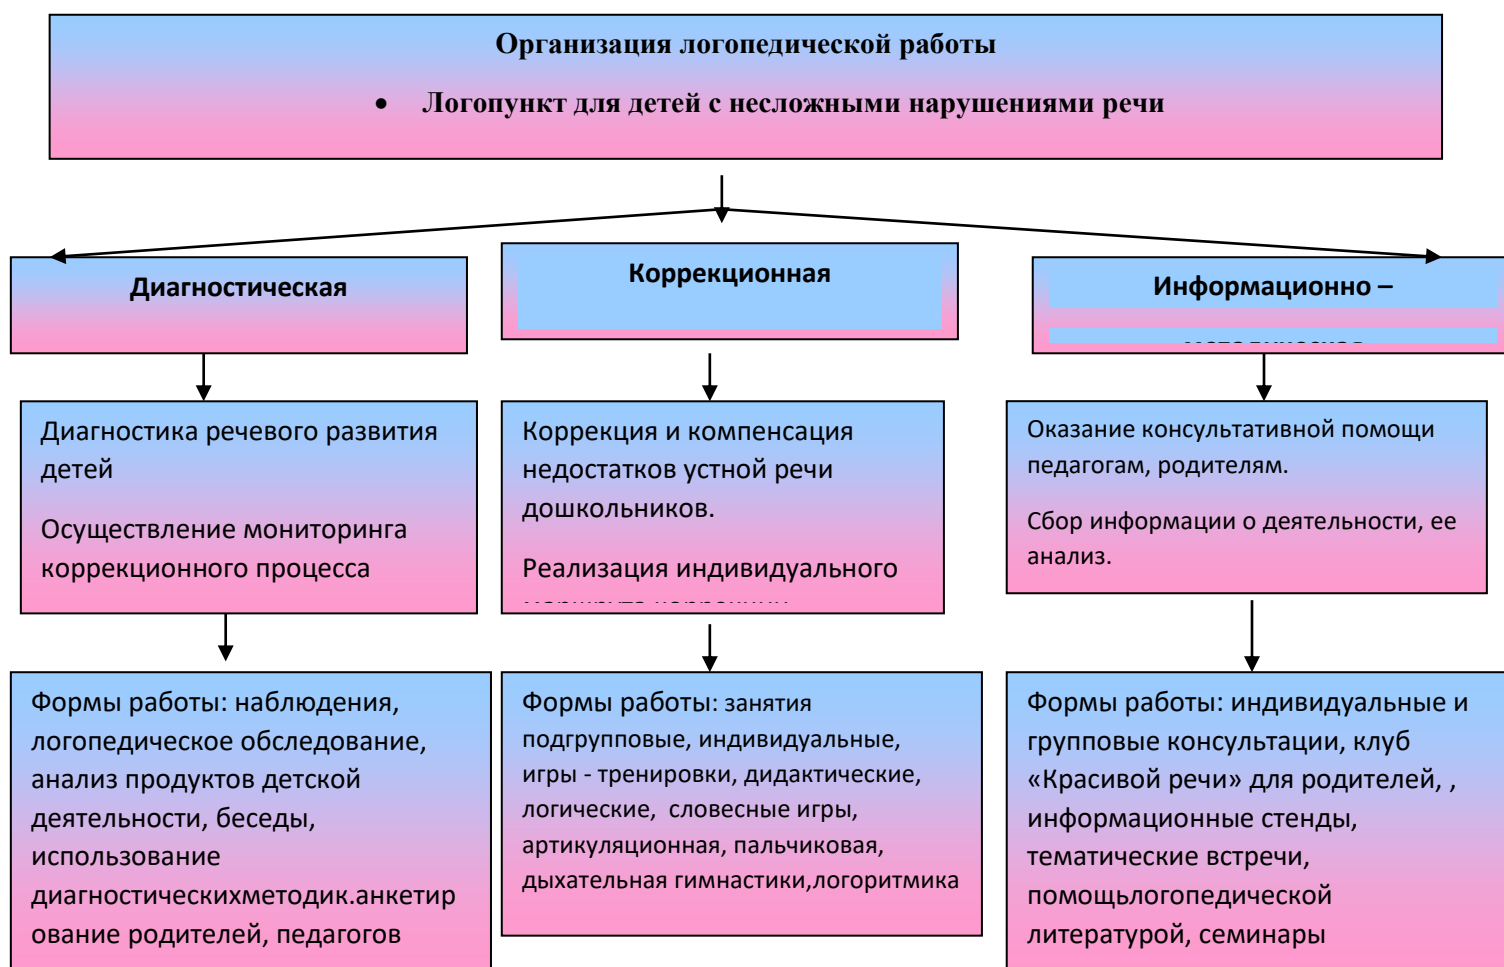 Организация логопедической работы
• Логопункт для детей с несложными нарушениями речи
Диагностическая
Коррекционная
Информационно –
Диагностика речевого развития
детей
Осуществление мониторинга
коррекционного процесса
Коррекция и компенсация
недостатков устной речи
дошкольников.
Реализация индивидуального
Оказание консультативной помощи
педагогам, родителям.
Сбор информации о деятельности, ее
анализ.
Формы работы: наблюдения,
логопедическое обследование,
анализ продуктов детской
деятельности, беседы,
использование
диагностическихметодик.анкетир
ование родителей, педагогов
Формы работы: занятия
подгрупповые, индивидуальные,
игры - тренировки, дидактические,
логические, словесные игры,
артикуляционная, пальчиковая,
дыхательная гимнастики,логоритмика
Формы работы: индивидуальные и
групповые консультации, клуб
«Красивой речи» для родителей, ,
информационные стенды,
тематические встречи,
помощьлогопедической
литературой, семинары